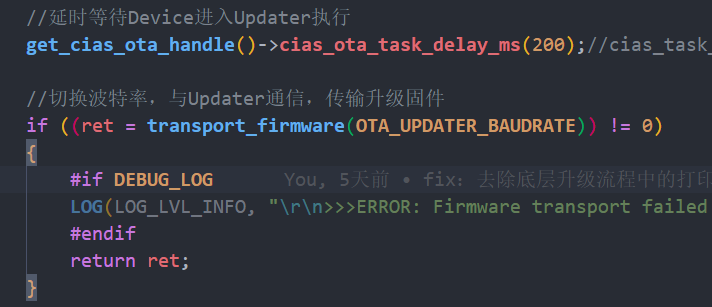 //延时等待Device进入Updater执行
get_cias_ota_handle()->cias_ota_task_delay_ms(200);//cias_task_
//切换波特率，与Updater通信，传输升级固件
if ((ret = transport_firmware(OTA_UPDATER_BAUDRATE)) != 0)
{
#if DEBUG_LOG You, 5天前 • fix: 去除底层升级流程中的打印
LOG(LOG_LVL_INFO, "\r\n>>>ERROR: Firmware transport failed
#endif
return ret;
}